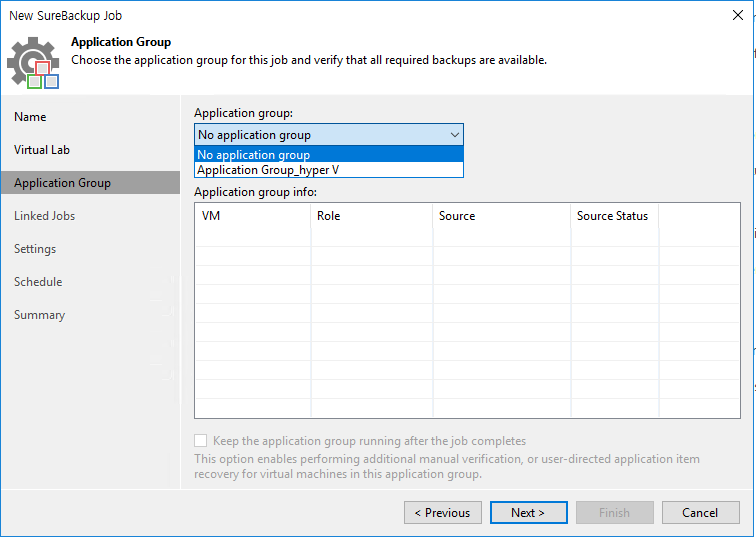 New SureBackup Job
Application Group
Choose the application group for this job and verify that all required backups are available.
Name
Virtual Lab
Application Group
Linked Jobs
Settings
Schedule
Summary
Application group:
No application group
No application group
Application Group_hyper V
Application group info:
VM Role Source Source Status
Keep the application group running after the job completes
This option enables performing additional manual verification, or user-directed application item
recovery for virtual machines in this application group.
< Previous Next > Finish Cancel